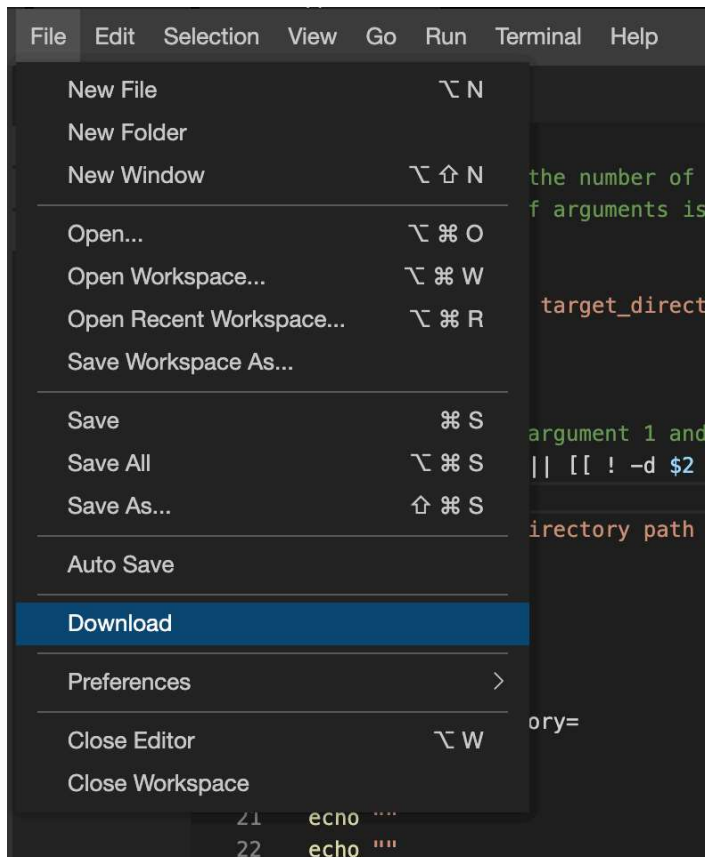 File Edit Selection View Go Run Terminal Help
New File ⌥ N
New Folder
New Window ⌥ ⇧ N
the number of
f arguments is
Open... ⌥ ⌘ O
Open Workspace... ⌥ ⌘ W
target_direct
Open Recent Workspace... ⌥ ⌘ R
Save Workspace As...
Save ⌘ S
argument 1 and
Save All ⌥ ⌘ S
|| [[ ! -d $2
Save As... ⇧ ⌘ S
irectory path
Auto Save
Download
Preferences >
ory=
Close Editor ⌥ W
Close Workspace
21 echo ""
22 echo ""